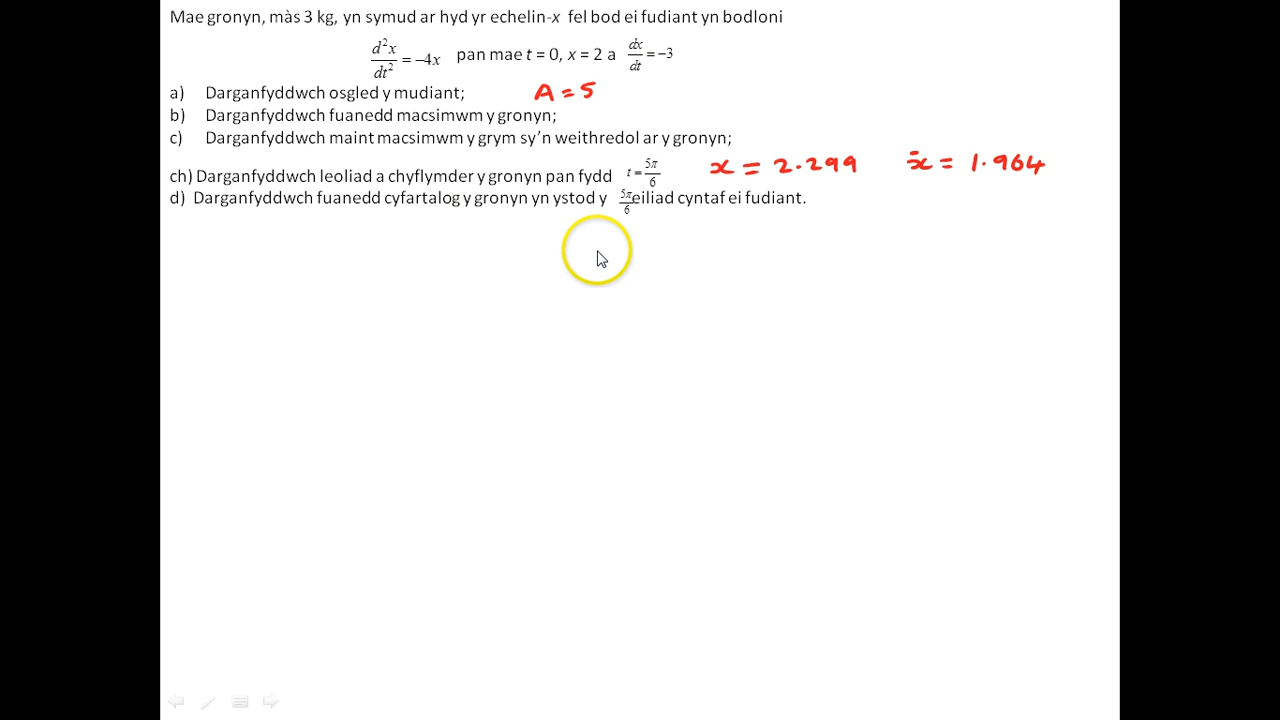 Mae gronyn, màs 3 kg, yn symud ar hyd yr echelin-x fel bod ei fudiant yn bodloni
d²x/dt² = –4x pan mae t = 0, x = 2 a dx/dt = –3
a) Darganfyddwch osgled y mudiant; A = 5
b) Darganfyddwch fuanedd macsimwm y gronyn;
c) Darganfyddwch maint macsimwm y grym sy'n weithredol ar y gronyn;
ch) Darganfyddwch leoliad a chyflymder y gronyn pan fydd t = 5π/6 x = 2.299 ẋ = 1.964
d) Darganfyddwch fuanedd cyfartalog y gronyn yn ystod y 5π/6 eiliad cyntaf ei fudiant.